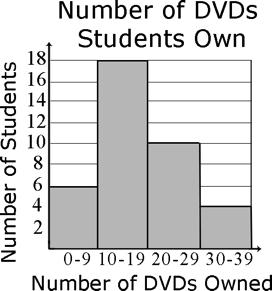 Number of DVDs
Students Own
Number of Students
18
16
14
12
10
8
6
4
2
0-9 10-19 20-29 30-39
Number of DVDs Owned